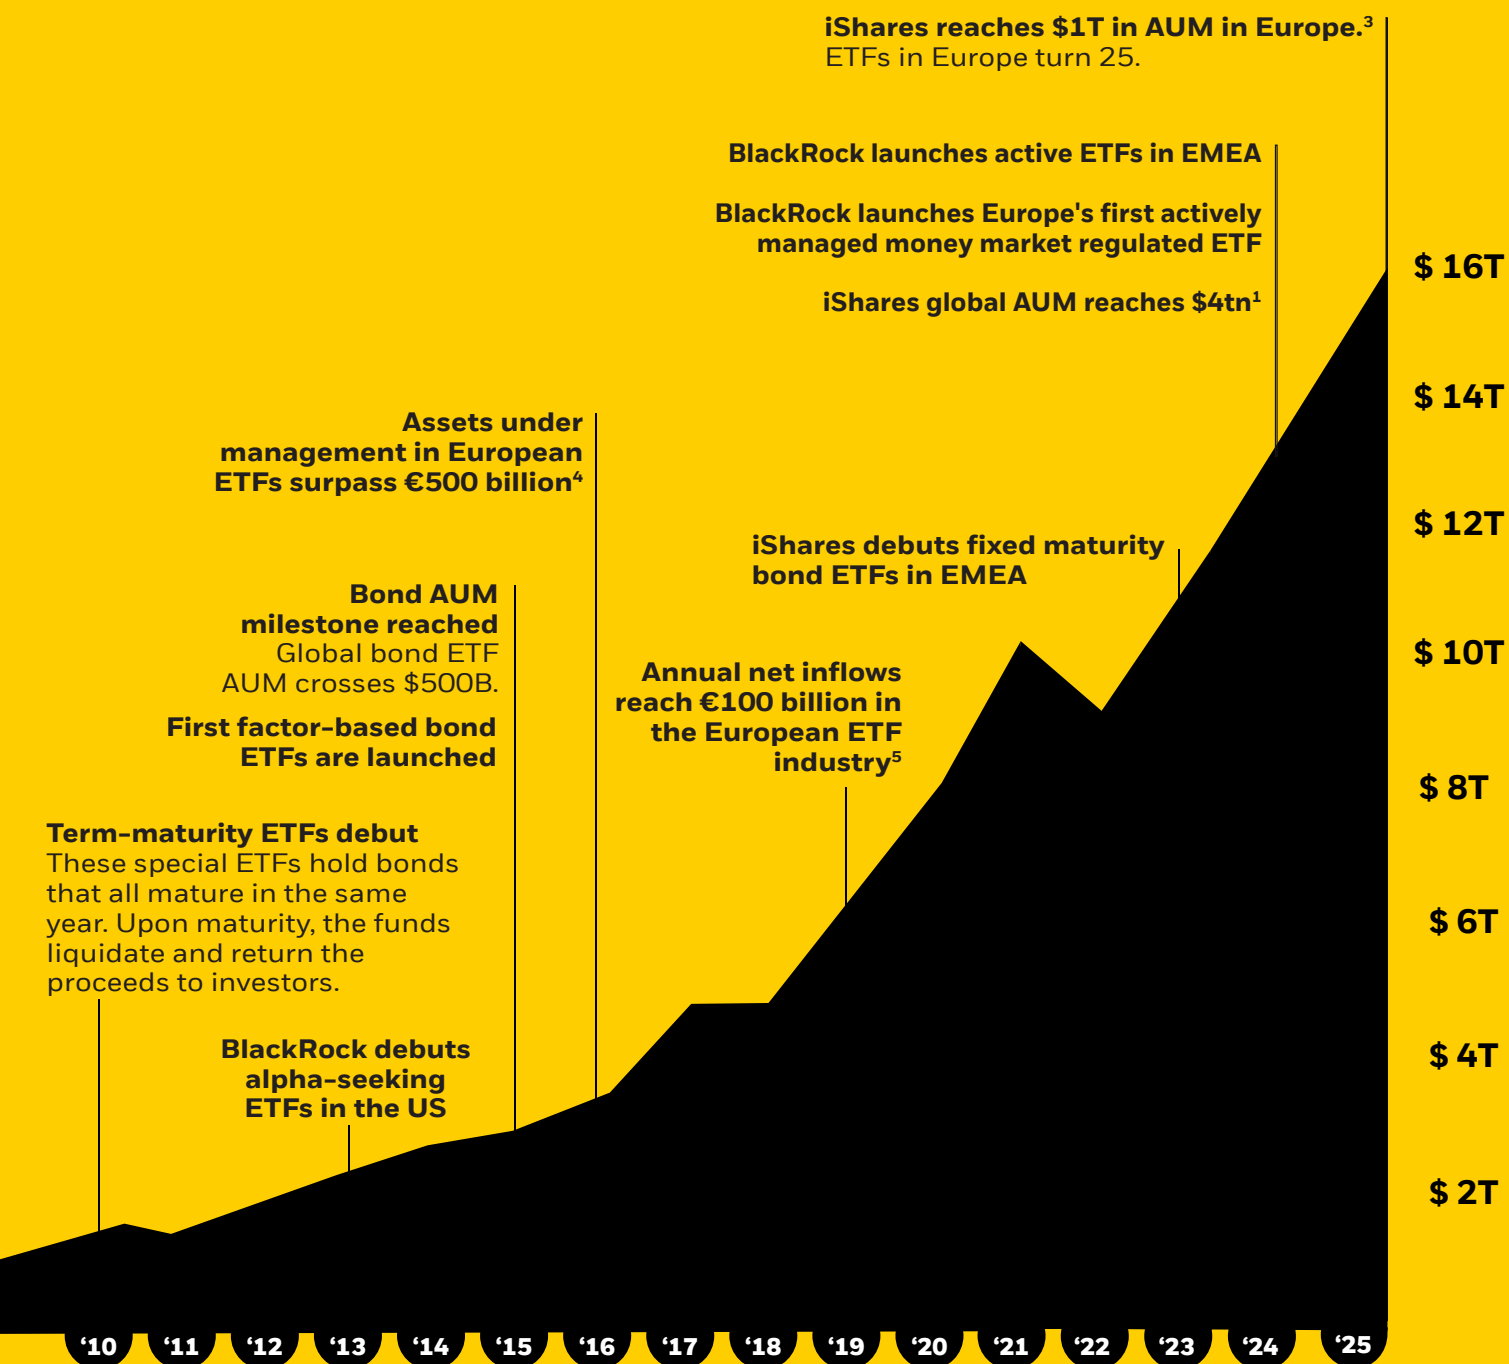 iShares reaches $1T in AUM in Europe.³
ETFs in Europe turn 25.
BlackRock launches active ETFs in EMEA
BlackRock launches Europe's first actively
managed money market regulated ETF
iShares global AUM reaches $4tn¹
Assets under
management in European
ETFs surpass €500 billion⁴
iShares debuts fixed maturity
bond ETFs in EMEA
Bond AUM
milestone reached
Global bond ETF
AUM crosses $500B.
First factor-based bond
ETFs are launched
Annual net inflows
reach €100 billion in
the European ETF
industry⁵
Term-maturity ETFs debut
These special ETFs hold bonds
that all mature in the same
year. Upon maturity, the funds
liquidate and return the
proceeds to investors.
BlackRock debuts
alpha-seeking
ETFs in the US
$ 16T
$ 14T
$ 12T
$ 10T
$ 8T
$ 6T
$ 4T
$ 2T
‘10 ‘11 ‘12 ‘13 ‘14 ‘15 ‘16 ‘17 ‘18 ‘19 ‘20 ‘21 ‘22 ‘23 ‘24 ‘25